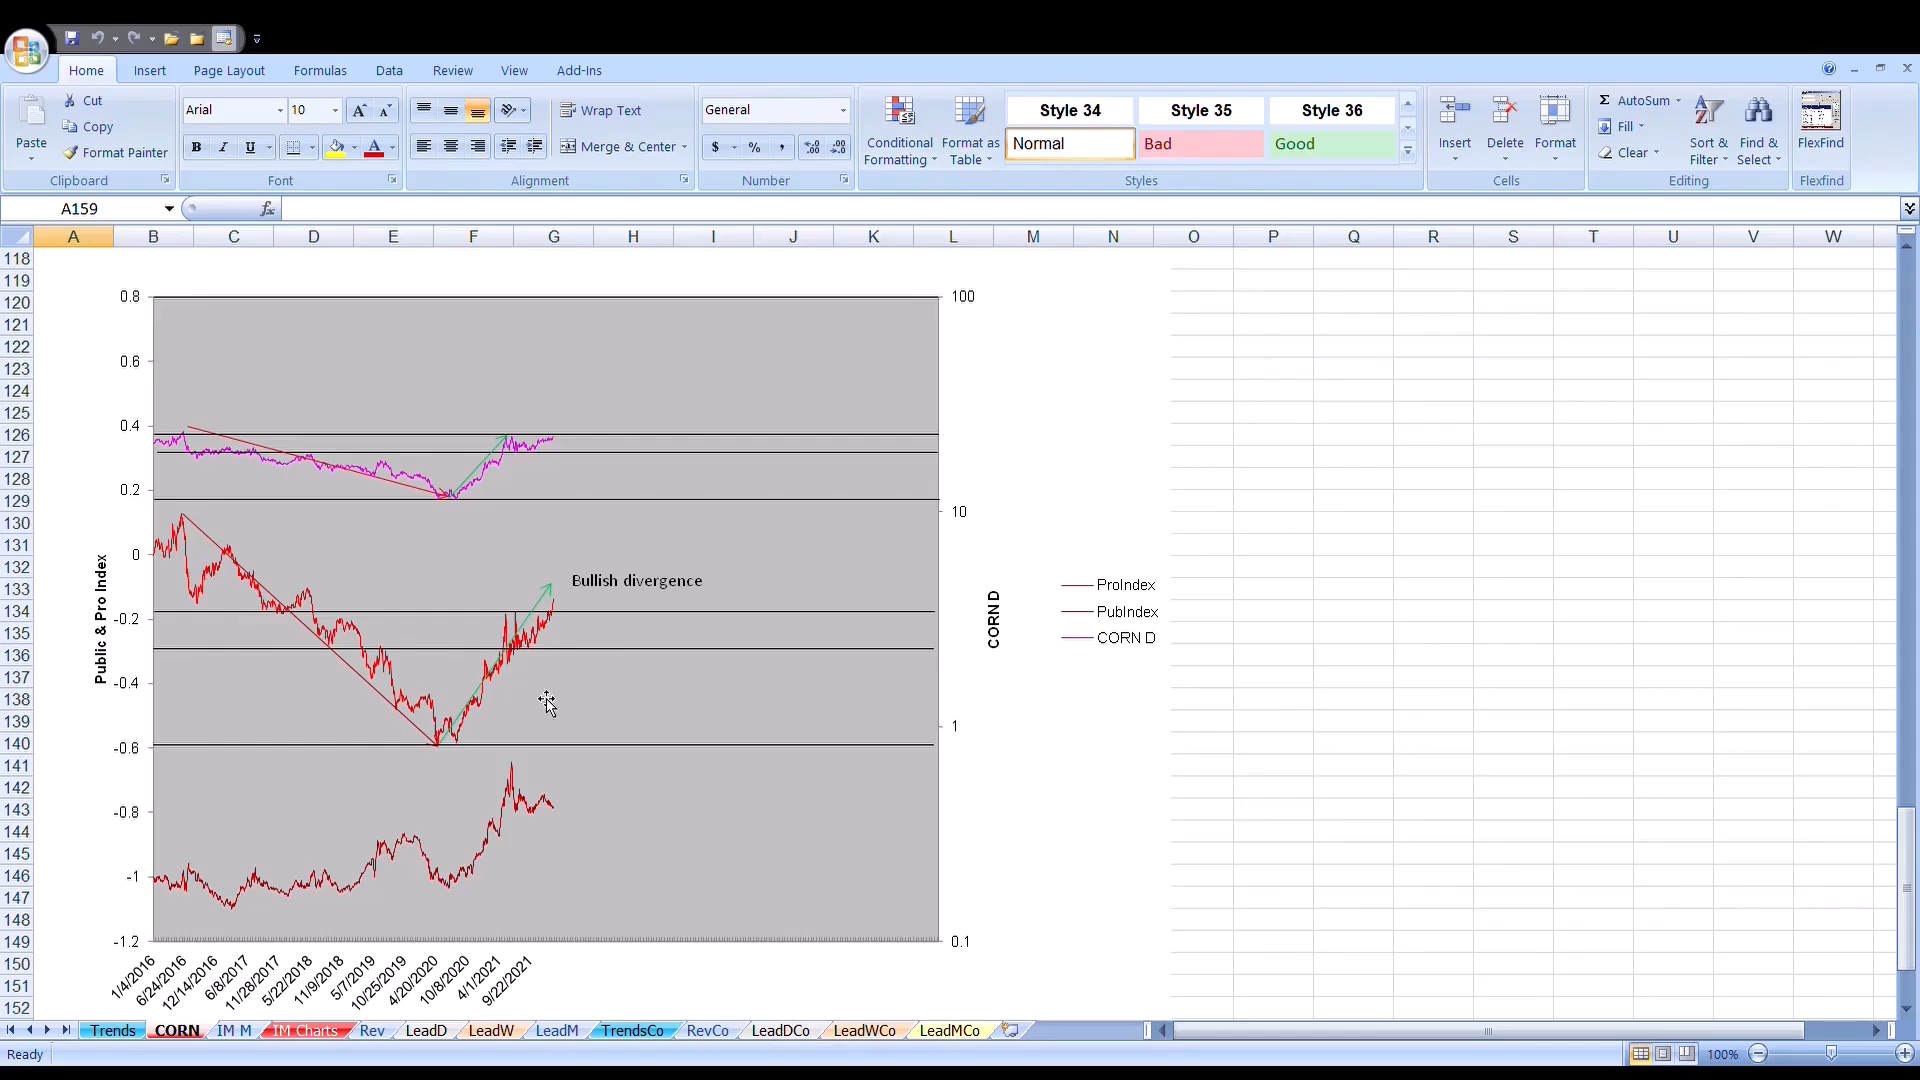 Home Insert Page Layout Formulas Data Review View Add-Ins
Paste
Cut
Copy
Format Painter
Clipboard
Arial 10
B I U
Font
Wrap Text
Merge & Center
Alignment
General
$ % ,
Number
Conditional Formatting
Format as Table
Style 34 Style 35 Style 36
Normal Bad Good
Styles
Insert Delete Format
Cells
AutoSum
Fill
Clear
Sort & Filter
Find & Select
Editing
FlexFind
Flexfind
A159 fx
A B C D E F G H I J K L M N O P Q R S T U V W
118
119
120
121
122
123
124
125
126
127
128
129
130
131
132
133
134
135
136
137
138
139
140
141
142
143
144
145
146
147
148
149
150
151
152
Public & Pro Index
0.8
0.6
0.4
0.2
0
-0.2
-0.4
-0.6
-0.8
-1
-1.2
Bullish divergence
100
10
1
0.1
CORN D
ProIndex
PubIndex
CORN D
1/4/2016 6/24/2016 12/14/2016 6/8/2017 11/28/2017 5/22/2018 11/9/2018 5/7/2019 10/25/2019 4/20/2020 10/8/2020 4/1/2021 9/22/2021
Trends CORN IM M IM Charts Rev LeadD LeadW LeadM TrendsCo RevCo LeadDCo LeadWCo LeadMCo
Ready 100%